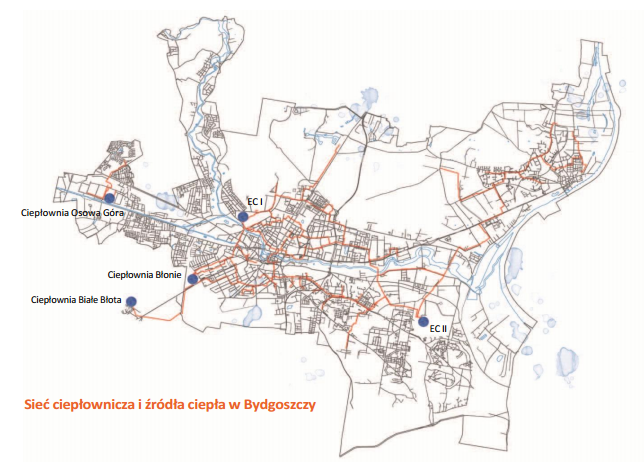 EC I
Ciepłownia Osowa Góra
Ciepłownia Błonie
Ciepłownia Białe Błota
EC II
Sieć ciepłownicza i źródła ciepła w Bydgoszczy